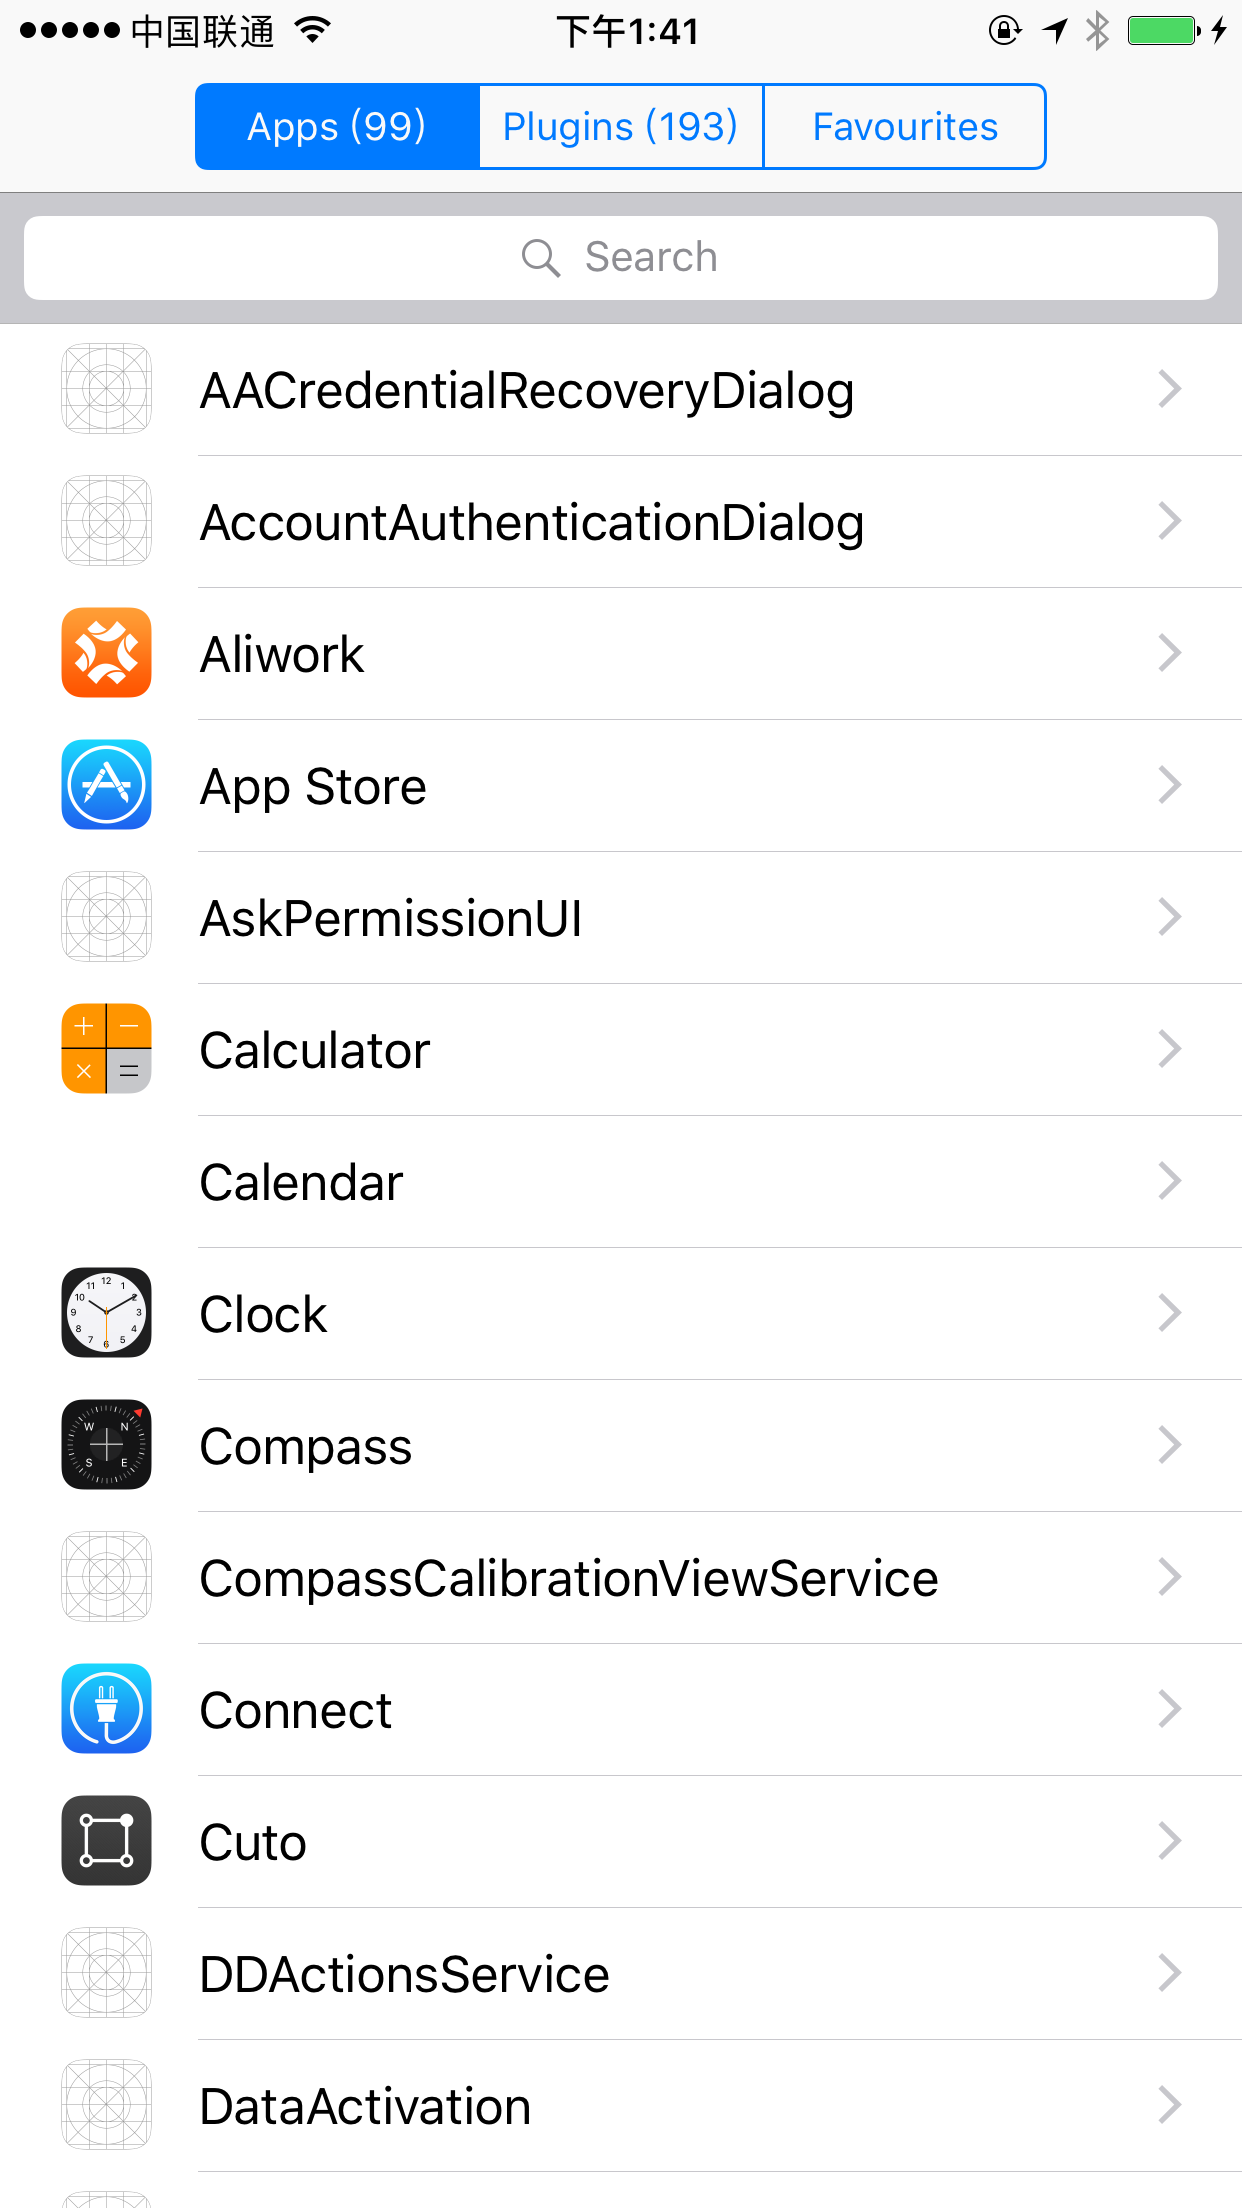 中国联通 下午1:41
Apps (99) Plugins (193) Favourites
Search
AACredentialRecoveryDialog
AccountAuthenticationDialog
Aliwork
App Store
AskPermissionUI
Calculator
Calendar
Clock
Compass
CompassCalibrationViewService
Connect
Cuto
DDActionsService
DataActivation